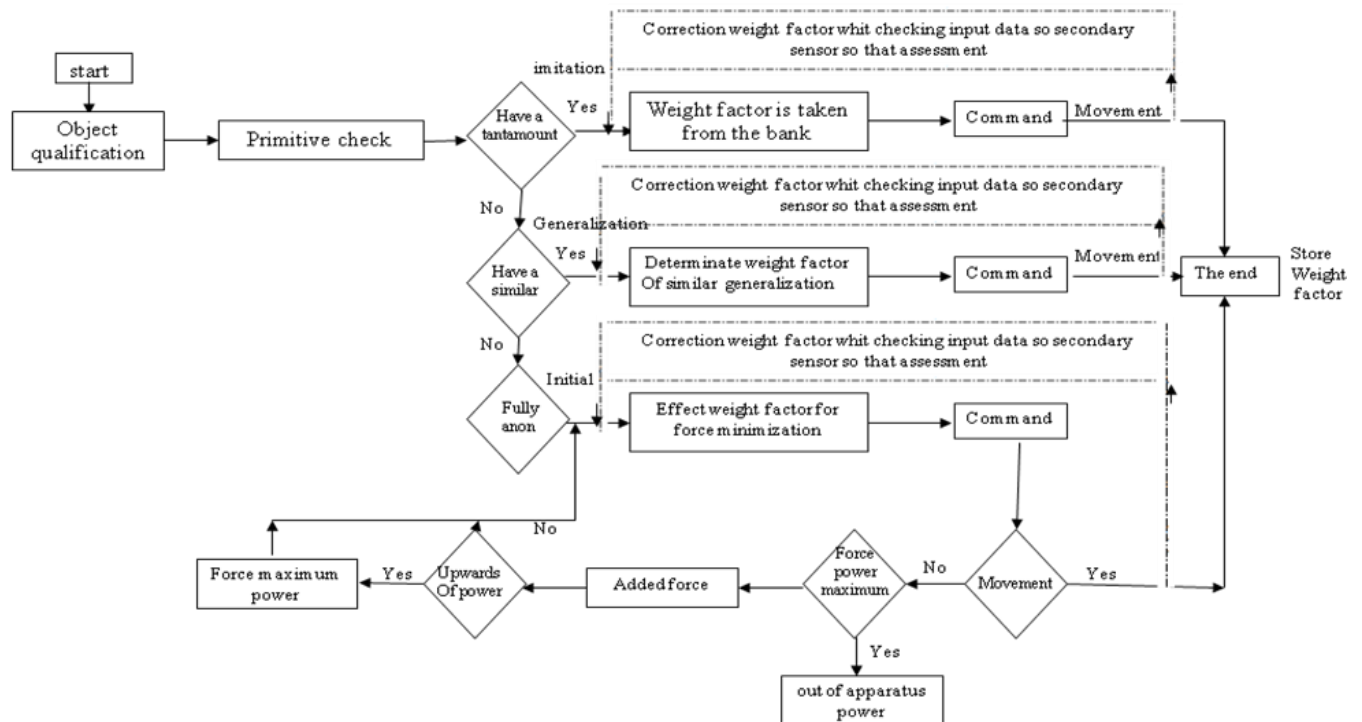 Correction weight factor whit checking input data so secondary
sensor so that assessment
start
imitation
Have a
tantamount
Yes
Weight factor is taken
from the bank
Command
Movement
Object
qualification
Primitive check
No
Correction weight factor whit checking input data so secondary
sensor so that assessment
Generalization
Yes
Have a
similar
Determinate weight factor
Of similar generalization
Command
Movement
The end
Store
Weight
factor
No
Correction weight factor whit checking input data so secondary
sensor so that assessment
Initial
Fully
anon
Effect weight factor for
force minimization
Command
No
Force maximum
power
Yes
Upwards
Of power
Added force
Force
power
maximum
No
Movement
Yes
Yes
out of apparatus
power